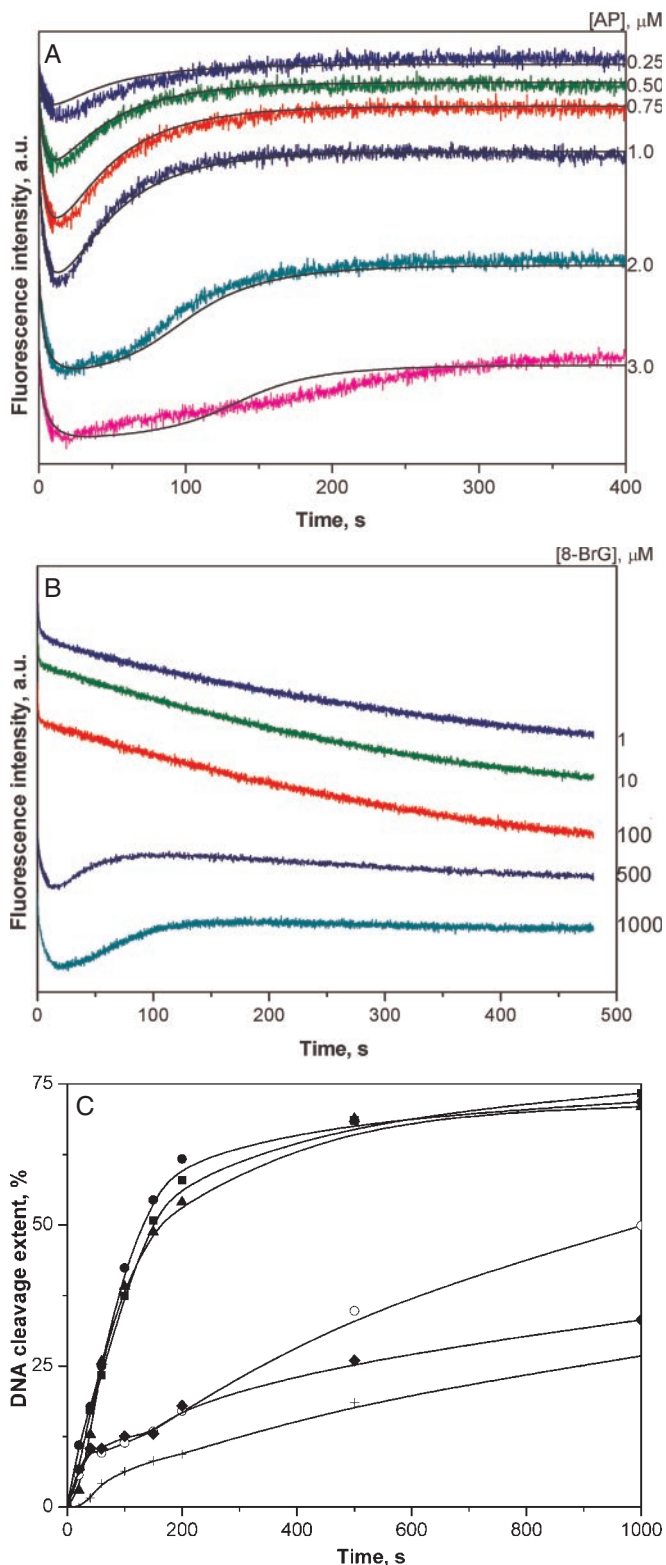 [AP], μM
A
Fluorescence intensity, a.u.
0.25
0.50
0.75
1.0
2.0
3.0
0 100 200 300 400
Time, s
[8-BrG], μM
B
Fluorescence intensity, a.u.
1
10
100
500
1000
0 100 200 300 400 500
Time, s
C
DNA cleavage extent, %
75
50
25
0
0 200 400 600 800 1000
Time, s